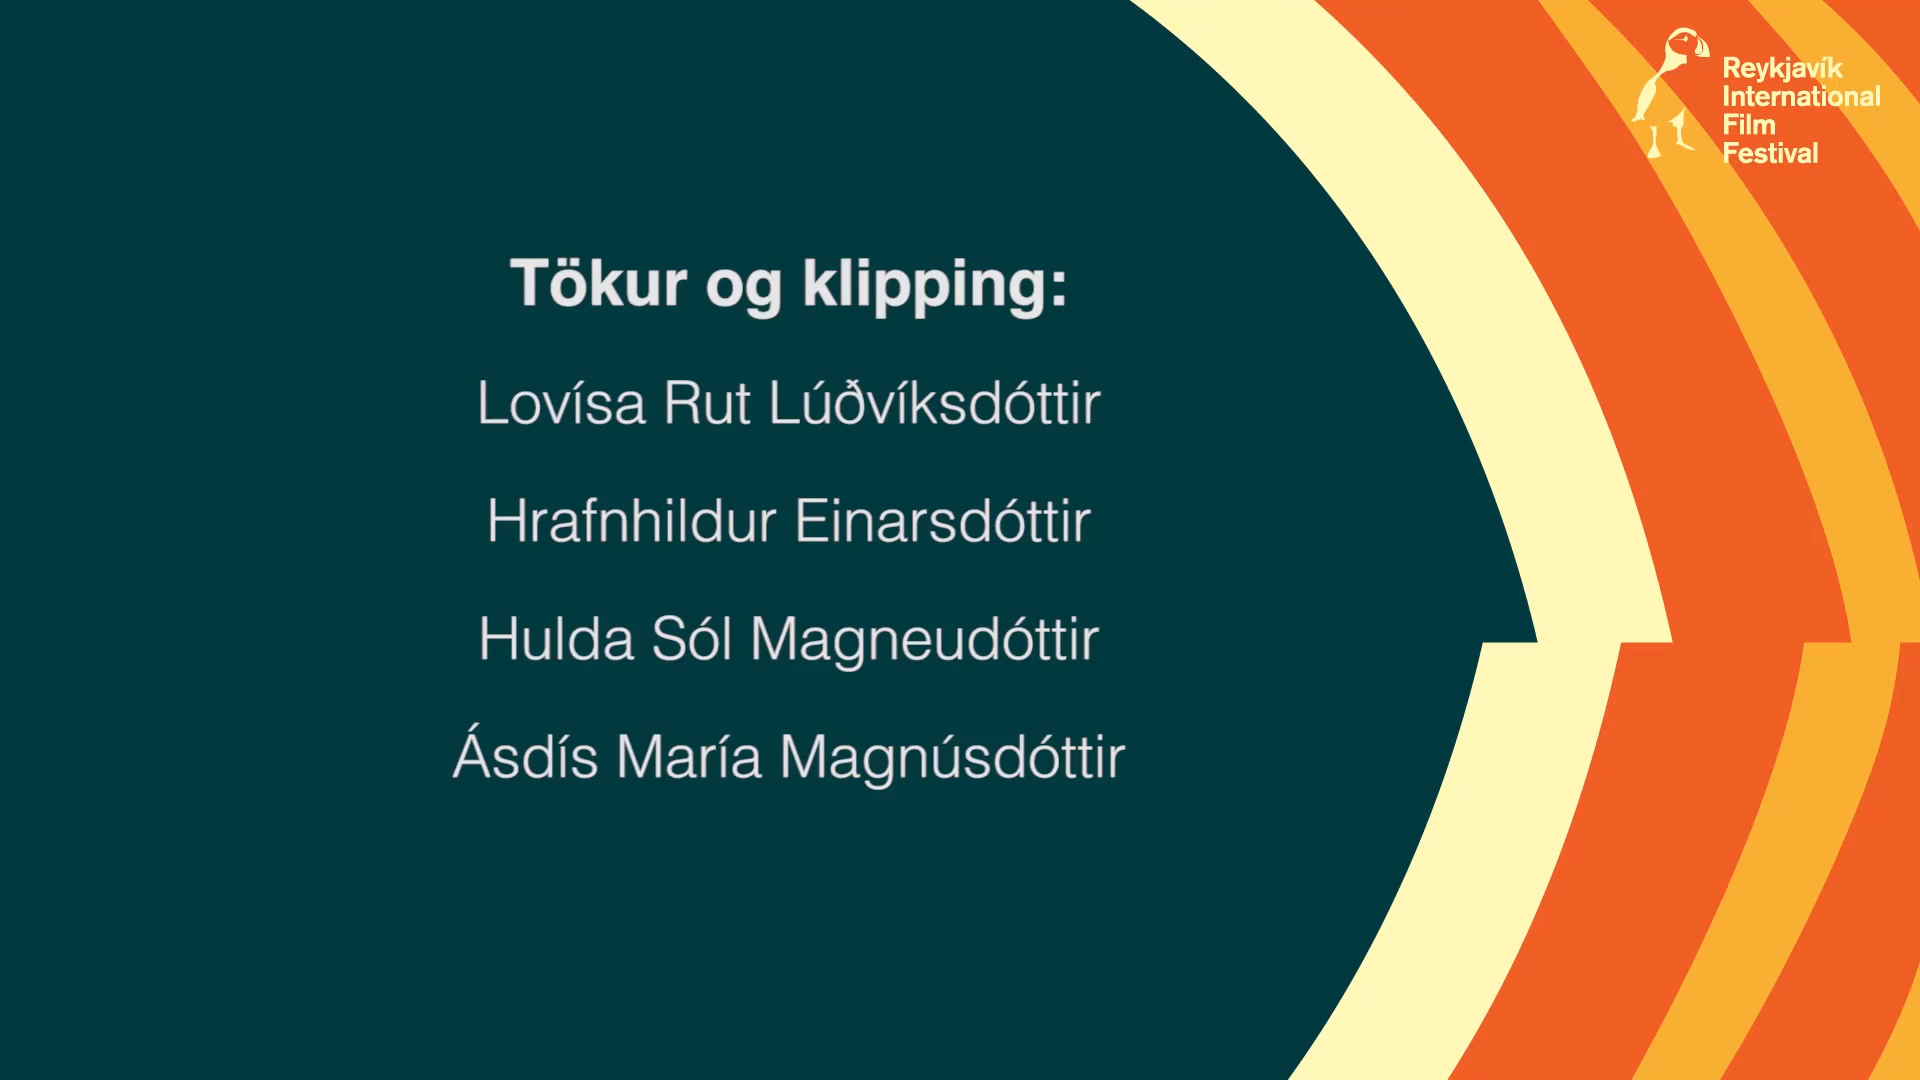 Reykjavík
International
Film
Festival
Tökur og klipping:
Lovísa Rut Lúðvíksdóttir
Hrafnhildur Einarsdóttir
Hulda Sól Magneudóttir
Ásdís María Magnúsdóttir